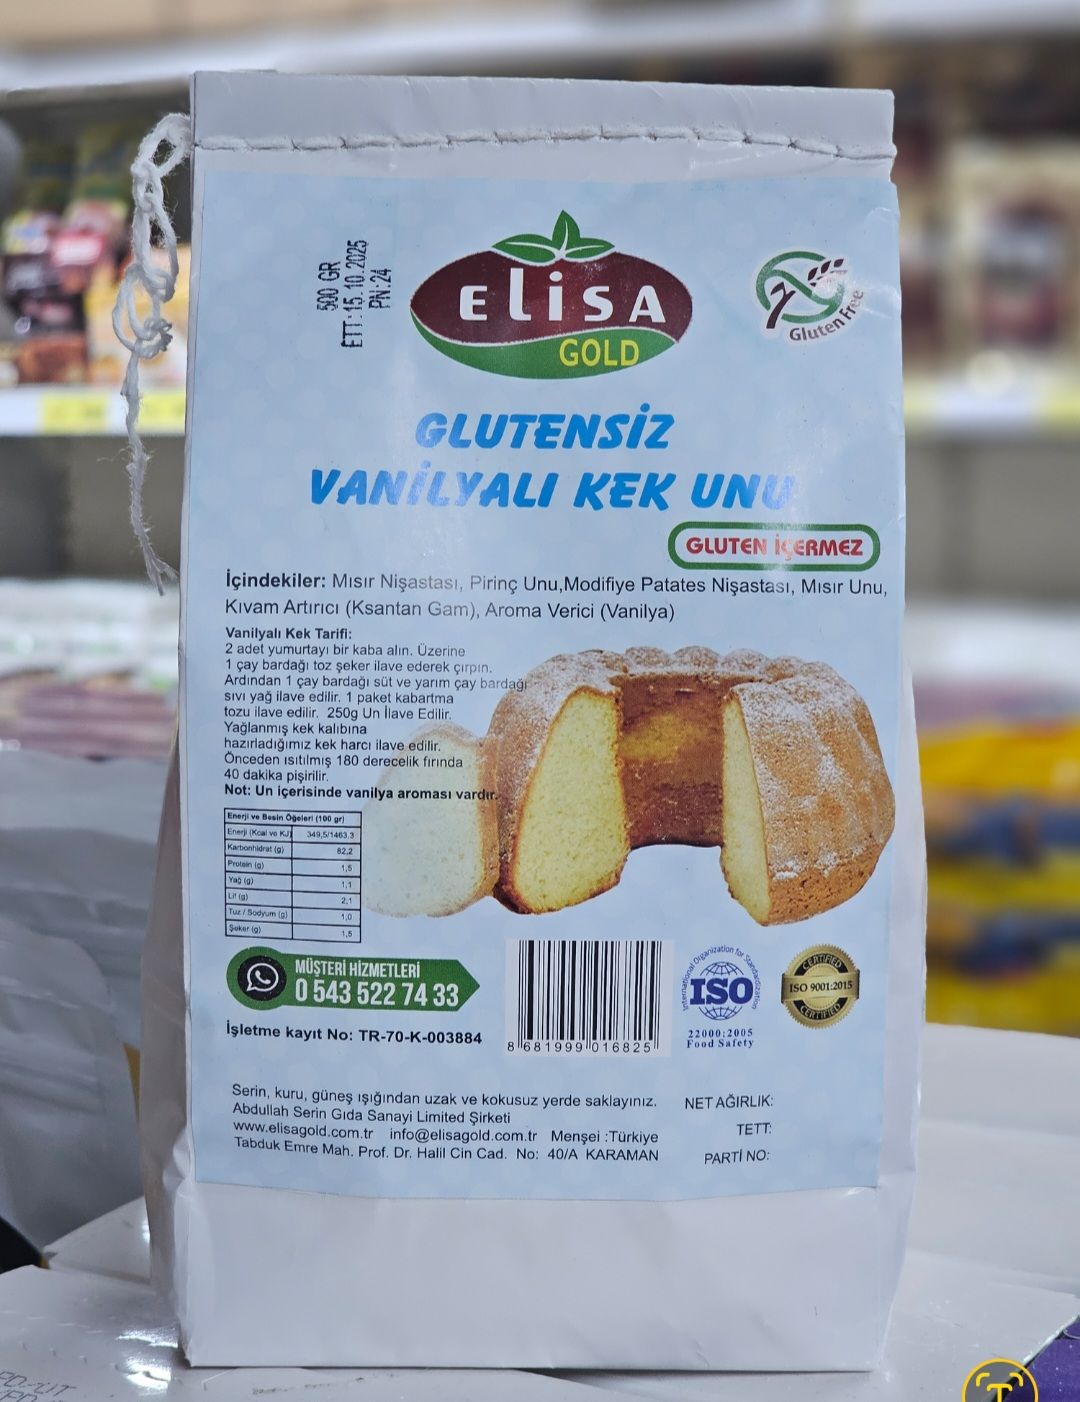 500 GR
ETT:15.10.2025
PN:24
ELiSA
GOLD
Gluten Free
GLUTENSİZ
VANİLYALI KEK UNU
GLUTEN İÇERMEZ
İçindekiler: Mısır Nişastası, Pirinç Unu,Modifiye Patates Nişastası, Mısır Unu,
Kıvam Artırıcı (Ksantan Gam), Aroma Verici (Vanilya)
Vanilyalı Kek Tarifi:
2 adet yumurtayı bir kaba alın. Üzerine
1 çay bardağı toz şeker ilave ederek çırpın.
Ardından 1 çay bardağı süt ve yarım çay bardağı
sıvı yağ ilave edilir. 1 paket kabartma
tozu ilave edilir. 250g Un İlave Edilir.
Yağlanmış kek kalıbına
hazırladığımız kek harcı ilave edilir.
Önceden ısıtılmış 180 derecelik fırında
40 dakika pişirilir.
Not: Un içerisinde vanilya aroması vardır.
Enerji ve Besin Öğeleri (100 gr)
Enerji (Kcal ve KJ) 349,5/1463,3
Karbonhidrat (g) 82,2
Protein (g) 1,5
Yağ (g) 1,1
Lif (g) 2,1
Tuz / Sodyum (g) 1,0
Şeker (g) 1,5
MÜŞTERİ HİZMETLERİ
0 543 522 74 33
İşletme kayıt No: TR-70-K-003884
8 681999 016825
International Organization for Standardization
ISO
22000:2005
Food Safety
CERTIFIED
ISO 9001:2015
CERTIFIED
Serin, kuru, güneş ışığından uzak ve kokusuz yerde saklayınız.
Abdullah Serin Gıda Sanayi Limited Şirketi
www.elisagold.com.tr info@elisagold.com.tr Menşei :Türkiye
Tabduk Emre Mah. Prof. Dr. Halil Cin Cad. No: 40/A KARAMAN
NET AĞIRLIK:
TETT:
PARTİ NO: